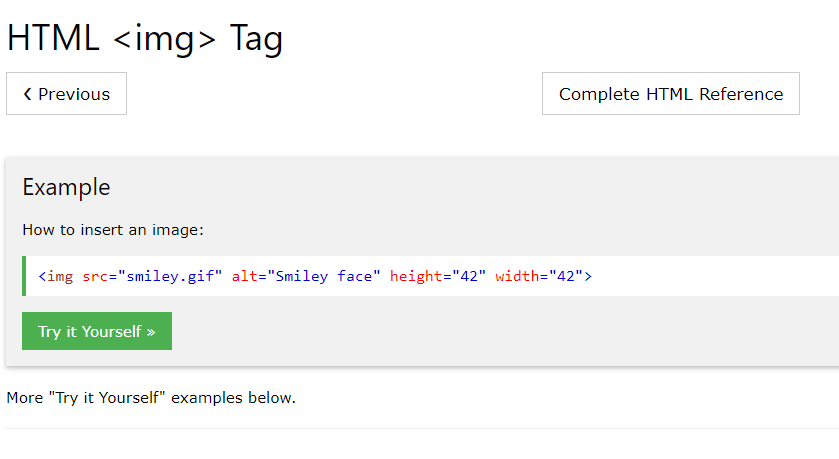 HTML <img> Tag
❮ Previous
Complete HTML Reference
Example
How to insert an image:
<img src="smiley.gif" alt="Smiley face" height="42" width="42">
Try it Yourself »
More "Try it Yourself" examples below.